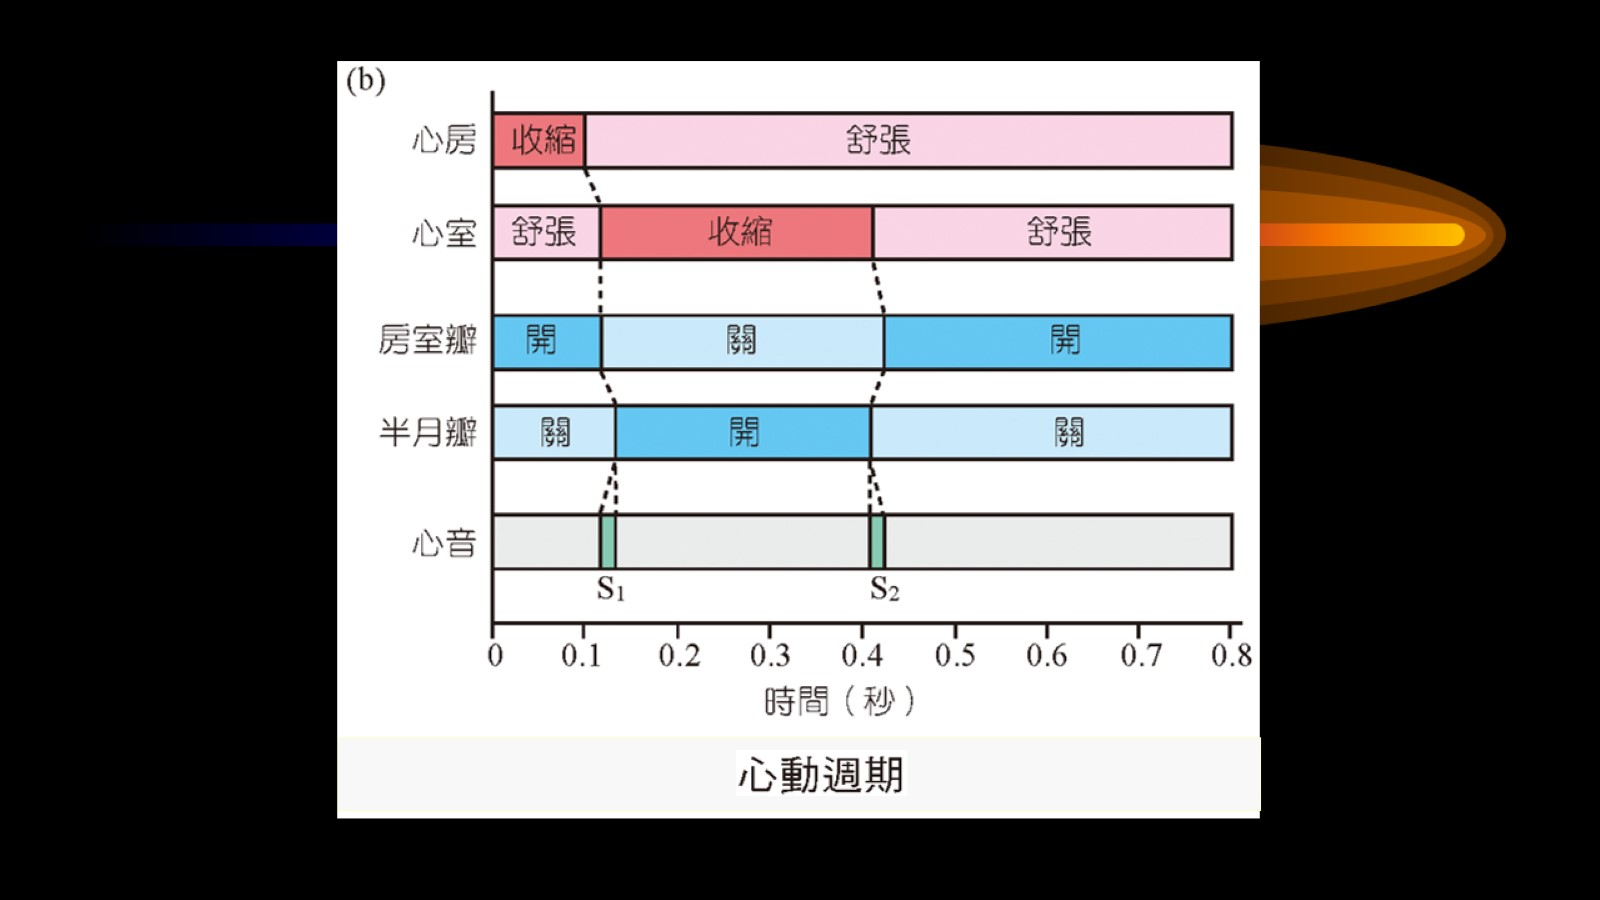 (b)
心房 收縮 舒張
心室 舒張 收縮 舒張
房室瓣 開 關 開
半月瓣 關 開 關
心音
S1 S2
0 0.1 0.2 0.3 0.4 0.5 0.6 0.7 0.8
時間（秒）
心動週期